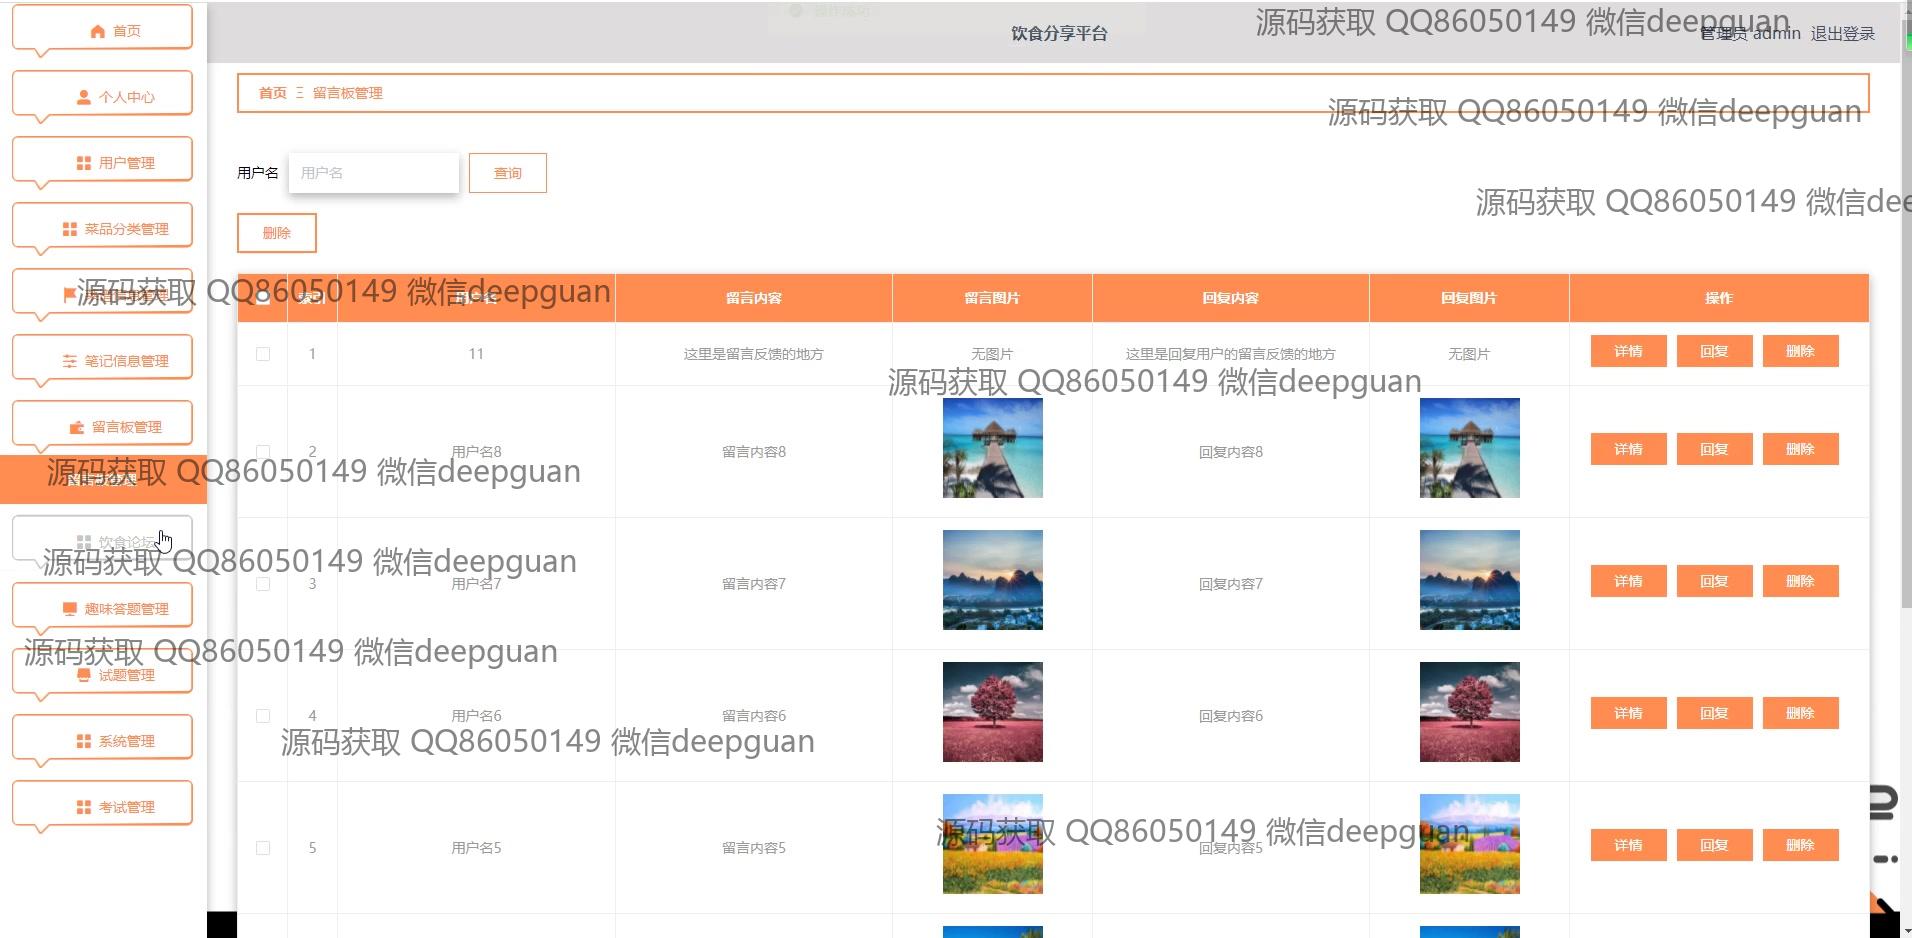 首页
个人中心
用户管理
菜品分类管理
笔记信息管理
留言板管理
饮食论坛
趣味答题管理
试题管理
系统管理
考试管理
操作成功
饮食分享平台
管理员 admin 退出登录
首页 Ξ 留言板管理
用户名 用户名 查询
删除
索引 用户名 留言内容 留言图片 回复内容 回复图片 操作
1 11 这里是留言反馈的地方 无图片 这里是回复用户的留言反馈的地方 无图片 详情 回复 删除
2 用户名8 留言内容8 回复内容8 详情 回复 删除
3 用户名7 留言内容7 回复内容7 详情 回复 删除
4 用户名6 留言内容6 回复内容6 详情 回复 删除
5 用户名5 留言内容5 回复内容5 详情 回复 删除
源码获取 QQ86050149 微信deepguan
源码获取 QQ86050149 微信deepguan
源码获取 QQ86050149 微信dee
源码获取 QQ86050149 微信deepguan
源码获取 QQ86050149 微信deepguan
源码获取 QQ86050149 微信deepguan
源码获取 QQ86050149 微信deepguan
源码获取 QQ86050149 微信deepguan
源码获取 QQ86050149 微信deepguan
源码获取 QQ86050149 微信deepguan